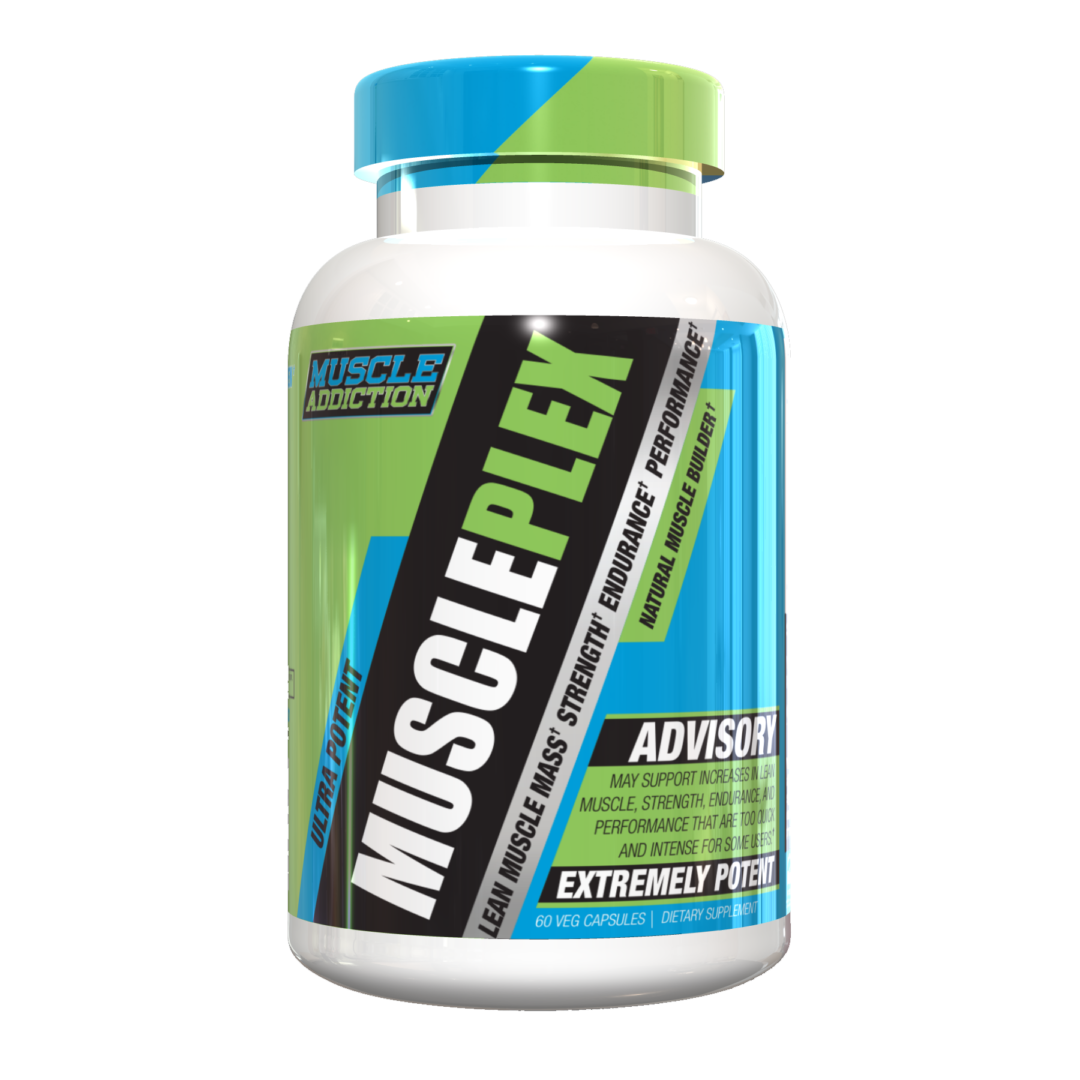 MUSCLE
ADDICTION
MUSCLEPLEX
LEAN MUSCLE MASS† STRENGTH† ENDURANCE† PERFORMANCE†
NATURAL MUSCLE BUILDER†
ULTRA POTENT
ADVISORY
MAY SUPPORT INCREASES IN LEAN
MUSCLE, STRENGTH, ENDURANCE, AND
PERFORMANCE THAT ARE TOO QUICK
AND INTENSE FOR SOME USERS.†
EXTREMELY POTENT
60 VEG CAPSULES | DIETARY SUPPLEMENT